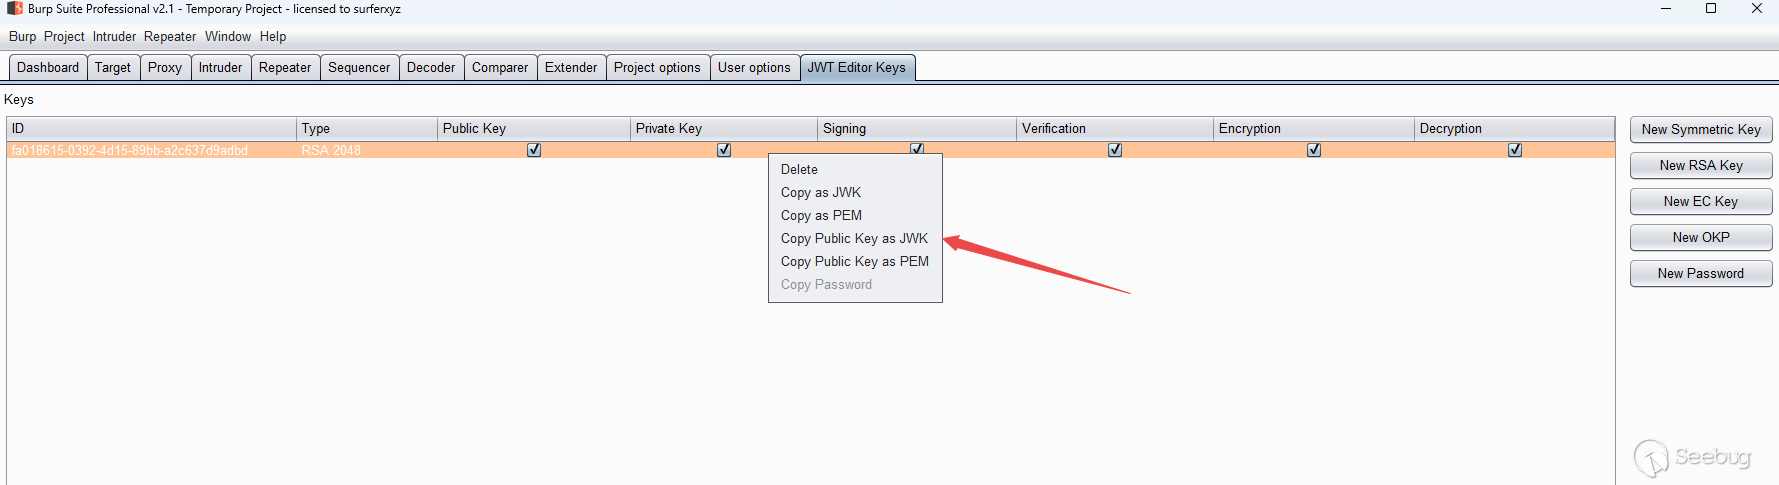 Burp Suite Professional v2.1 - Temporary Project - licensed to surferxyz
Burp Project Intruder Repeater Window Help
Dashboard Target Proxy Intruder Repeater Sequencer Decoder Comparer Extender Project options User options JWT Editor Keys
Keys
ID Type Public Key Private Key Signing Verification Encryption Decryption
fa018615-0392-4d15-89bb-a2c637d9adbd RSA 2048
New Symmetric Key
New RSA Key
New EC Key
New OKP
New Password
Delete
Copy as JWK
Copy as PEM
Copy Public Key as JWK
Copy Public Key as PEM
Copy Password
Seebug